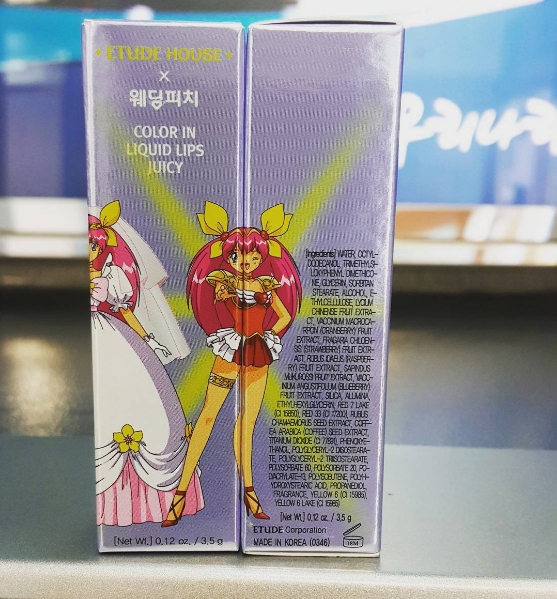 ETUDE HOUSE
×
웨딩피치
COLOR IN
LIQUID LIPS
JUICY
[Net Wt.] 0.12 oz. / 3,5 g
[Ingredients] WATER, OCTYL-
DODECANOL, TRIMETHYLSI-
LOXYPHENYL DIMETHICO-
NE, GLYCERIN, SORBITAN
STEARATE, ALCOHOL, E-
THYLCELLULOSE, LYCIUM
CHINENSE FRUIT EXTRA-
CT, VACCINIUM MACROCA-
RPON (CRANBERRY) FRUIT
EXTRACT, FRAGARIA CHILOEN-
SIS (STRAWBERRY) FRUIT EXTR-
ACT, RUBUS IDAEUS (RASPBER-
RY) FRUIT EXTRACT, SAPINDUS
MUKUROSSI FRUIT EXTRACT, VACC-
INIUM ANGUSTIFOLIUM (BLUEBERRY)
FRUIT EXTRACT, SILICA, ALUMINA,
ETHYLHEXYLGLYCERIN, RED 7 LAKE
(CI 15850), RED 33 (CI 17200), RUBUS
CHAMAEMORUS SEED EXTRACT, COFF-
EA ARABICA (COFFEE) SEED EXTRACT,
TITANIUM DIOXIDE (CI 77891), PHENOXYE-
THANOL, POLYGLYCERYL-2 DIISOSTEARA-
TE, POLYGLYCERYL-2 TRIISOSTEARATE,
POLYSORBATE 60, POLYSORBATE 20, PO-
LYACRYLATE-13, POLYISOBUTENE, POLYH-
YDROXYSTEARIC ACID, PROPANEDIOL,
FRAGRANCE, YELLOW 6 (CI 15985),
YELLOW 6 LAKE (CI 15985)
[Net Wt.] 0.12 oz. / 3,5 g
ETUDE Corporation
MADE IN KOREA (0346)
18M